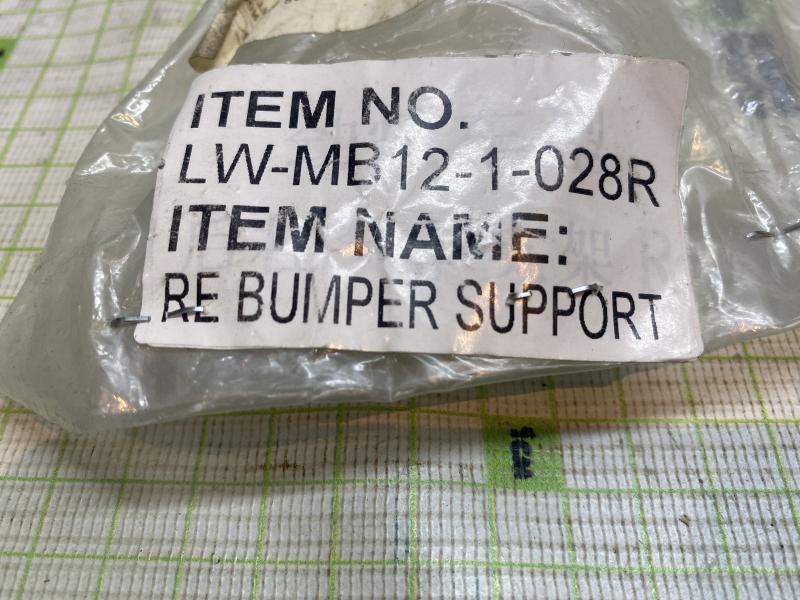 ITEM NO.
LW-MB12-1-028R
ITEM NAME:
RE BUMPER SUPPORT